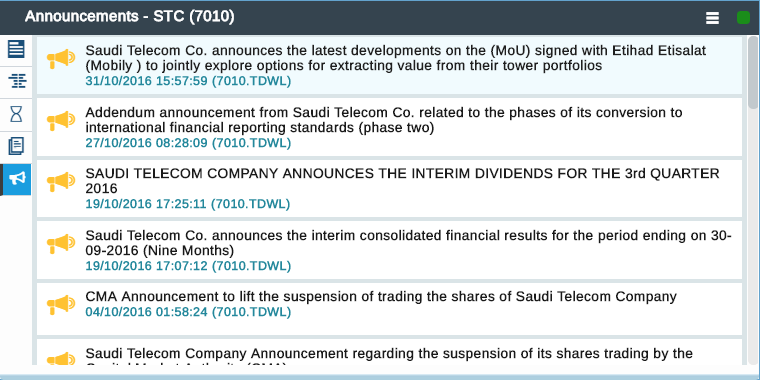 Announcements - STC (7010)
Saudi Telecom Co. announces the latest developments on the (MoU) signed with Etihad Etisalat
(Mobily ) to jointly explore options for extracting value from their tower portfolios
31/10/2016 15:57:59 (7010.TDWL)
Addendum announcement from Saudi Telecom Co. related to the phases of its conversion to
international financial reporting standards (phase two)
27/10/2016 08:28:09 (7010.TDWL)
SAUDI TELECOM COMPANY ANNOUNCES THE INTERIM DIVIDENDS FOR THE 3rd QUARTER
2016
19/10/2016 17:25:11 (7010.TDWL)
Saudi Telecom Co. announces the interim consolidated financial results for the period ending on 30-
09-2016 (Nine Months)
19/10/2016 17:07:12 (7010.TDWL)
CMA Announcement to lift the suspension of trading the shares of Saudi Telecom Company
04/10/2016 01:58:24 (7010.TDWL)
Saudi Telecom Company Announcement regarding the suspension of its shares trading by the